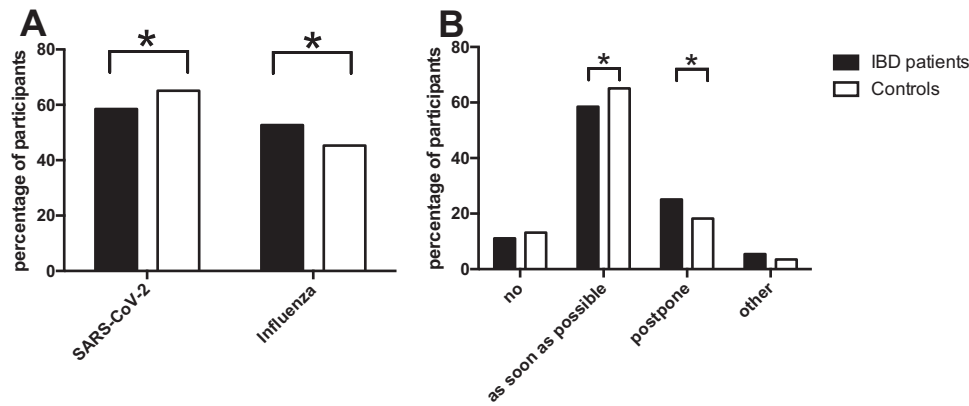 A
percentage of participants
80
60
40
20
0
*
*
SARS-CoV-2
Influenza
B
percentage of participants
80
60
40
20
0
*
*
no
as soon as possible
postpone
other
IBD patients
Controls